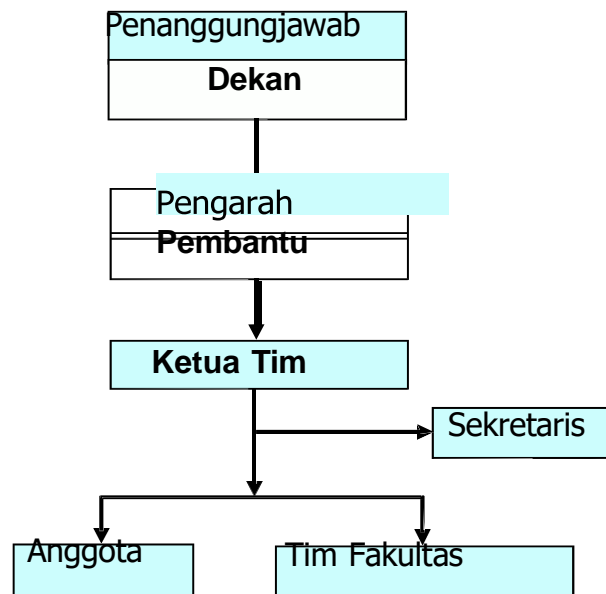 Penanggungjawab
Dekan
Pengarah
Pembantu
Ketua Tim
Sekretaris
Anggota
Tim Fakultas